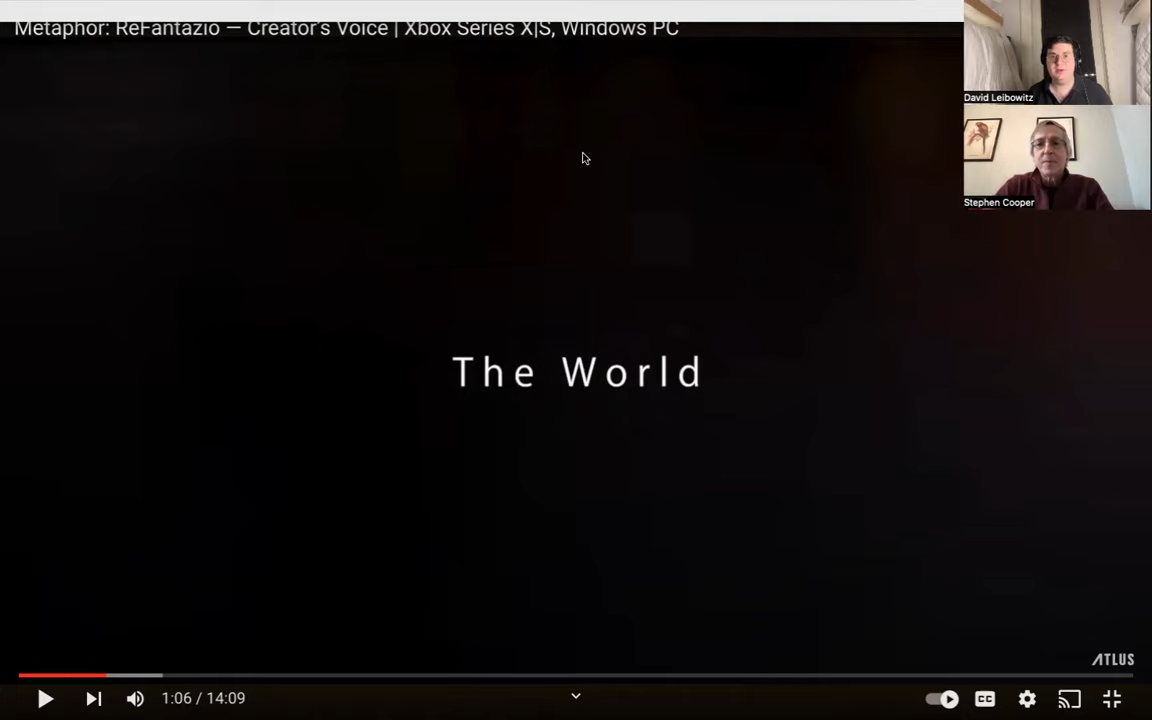 Metaphor: ReFantazio — Creator's Voice | Xbox Series X|S, Windows PC
David Leibowitz
Stephen Cooper
The World
ATLUS
1:06 / 14:09
CC